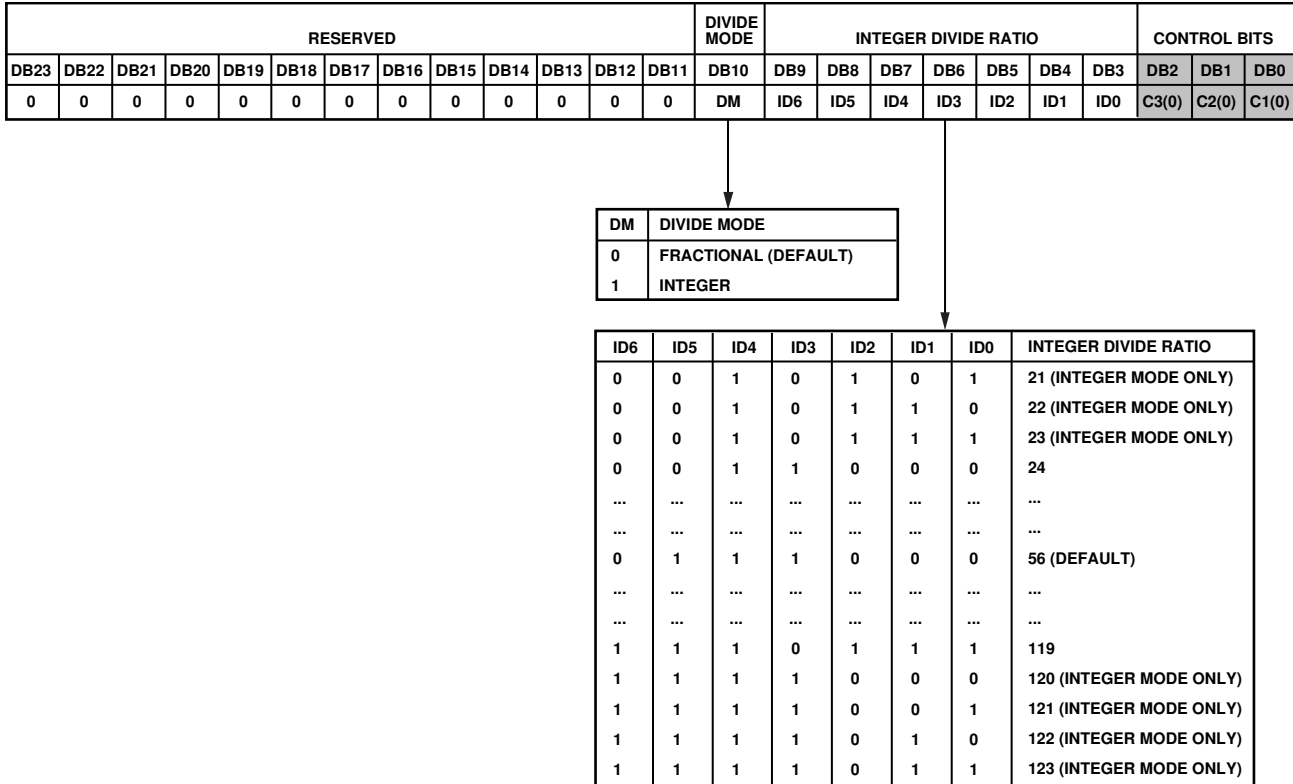 RESERVED DIVIDE MODE INTEGER DIVIDE RATIO CONTROL BITS
DB23 DB22 DB21 DB20 DB19 DB18 DB17 DB16 DB15 DB14 DB13 DB12 DB11 DB10 DB9 DB8 DB7 DB6 DB5 DB4 DB3 DB2 DB1 DB0
0 0 0 0 0 0 0 0 0 0 0 0 0 DM ID6 ID5 ID4 ID3 ID2 ID1 ID0 C3(0) C2(0) C1(0)
DM DIVIDE MODE
0 FRACTIONAL (DEFAULT)
1 INTEGER
ID6 ID5 ID4 ID3 ID2 ID1 ID0 INTEGER DIVIDE RATIO
0 0 1 0 1 0 1 21 (INTEGER MODE ONLY)
0 0 1 0 1 1 0 22 (INTEGER MODE ONLY)
0 0 1 0 1 1 1 23 (INTEGER MODE ONLY)
0 0 1 1 0 0 0 24
... ... ... ... ... ... ... ...
... ... ... ... ... ... ... ...
0 1 1 1 0 0 0 56 (DEFAULT)
... ... ... ... ... ... ... ...
... ... ... ... ... ... ... ...
1 1 1 0 1 1 1 119
1 1 1 1 0 0 0 120 (INTEGER MODE ONLY)
1 1 1 1 0 0 1 121 (INTEGER MODE ONLY)
1 1 1 1 0 1 0 122 (INTEGER MODE ONLY)
1 1 1 1 0 1 1 123 (INTEGER MODE ONLY)